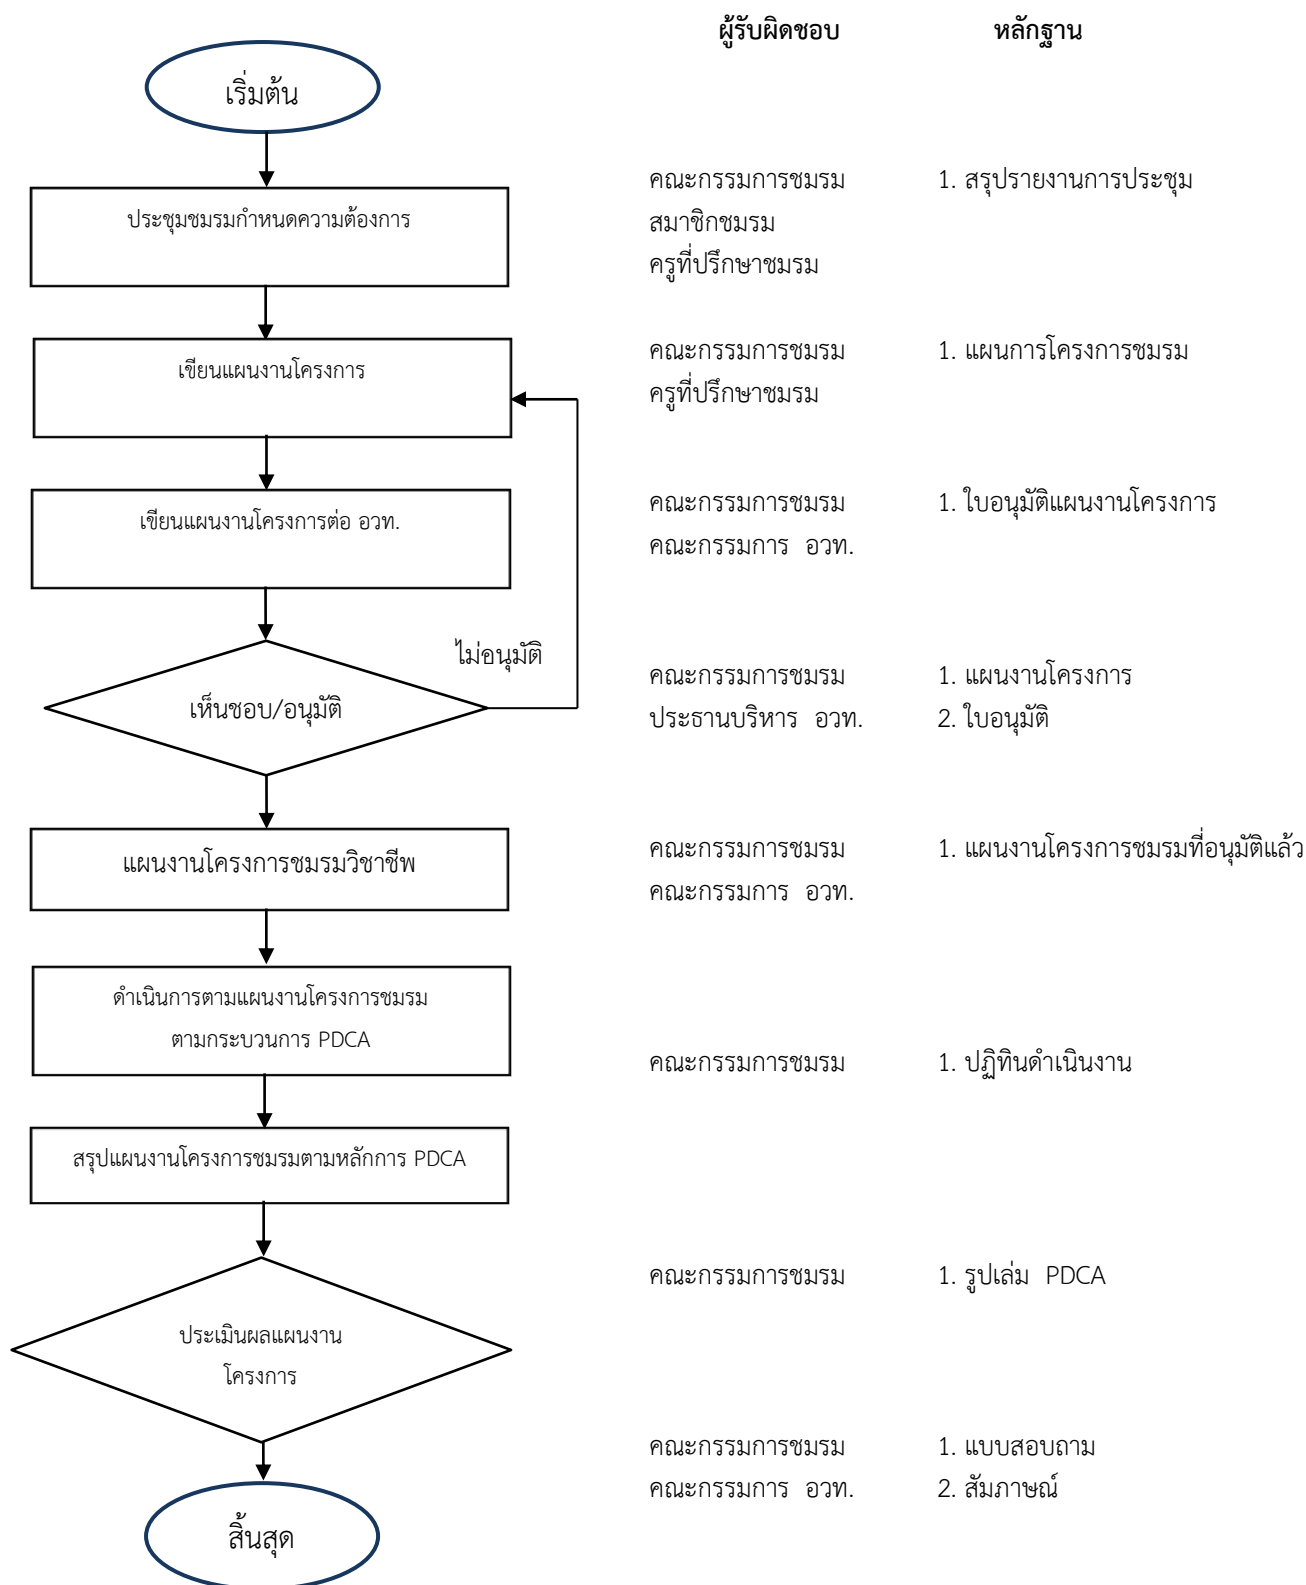 ผู้รับผิดชอบ หลักฐาน
เริ่มต้น
ประชุมชมรมกำหนดความต้องการ
คณะกรรมการชมรม 1. สรุปรายงานการประชุม
สมาชิกชมรม
ครูที่ปรึกษาชมรม
เขียนแผนงานโครงการ
คณะกรรมการชมรม 1. แผนการโครงการชมรม
ครูที่ปรึกษาชมรม
เขียนแผนงานโครงการต่อ อวท.
คณะกรรมการชมรม 1. ใบอนุมัติแผนงานโครงการ
คณะกรรมการ อวท.
ไม่อนุมัติ
เห็นชอบ/อนุมัติ
คณะกรรมการชมรม 1. แผนงานโครงการ
ประธานบริหาร อวท. 2. ใบอนุมัติ
แผนงานโครงการชมรมวิชาชีพ
คณะกรรมการชมรม 1. แผนงานโครงการชมรมที่อนุมัติแล้ว
คณะกรรมการ อวท.
ดำเนินการตามแผนงานโครงการชมรม
ตามกระบวนการ PDCA
คณะกรรมการชมรม 1. ปฏิทินดำเนินงาน
สรุปแผนงานโครงการชมรมตามหลักการ PDCA
คณะกรรมการชมรม 1. รูปเล่ม PDCA
ประเมินผลแผนงาน
โครงการ
คณะกรรมการชมรม 1. แบบสอบถาม
คณะกรรมการ อวท. 2. สัมภาษณ์
สิ้นสุด